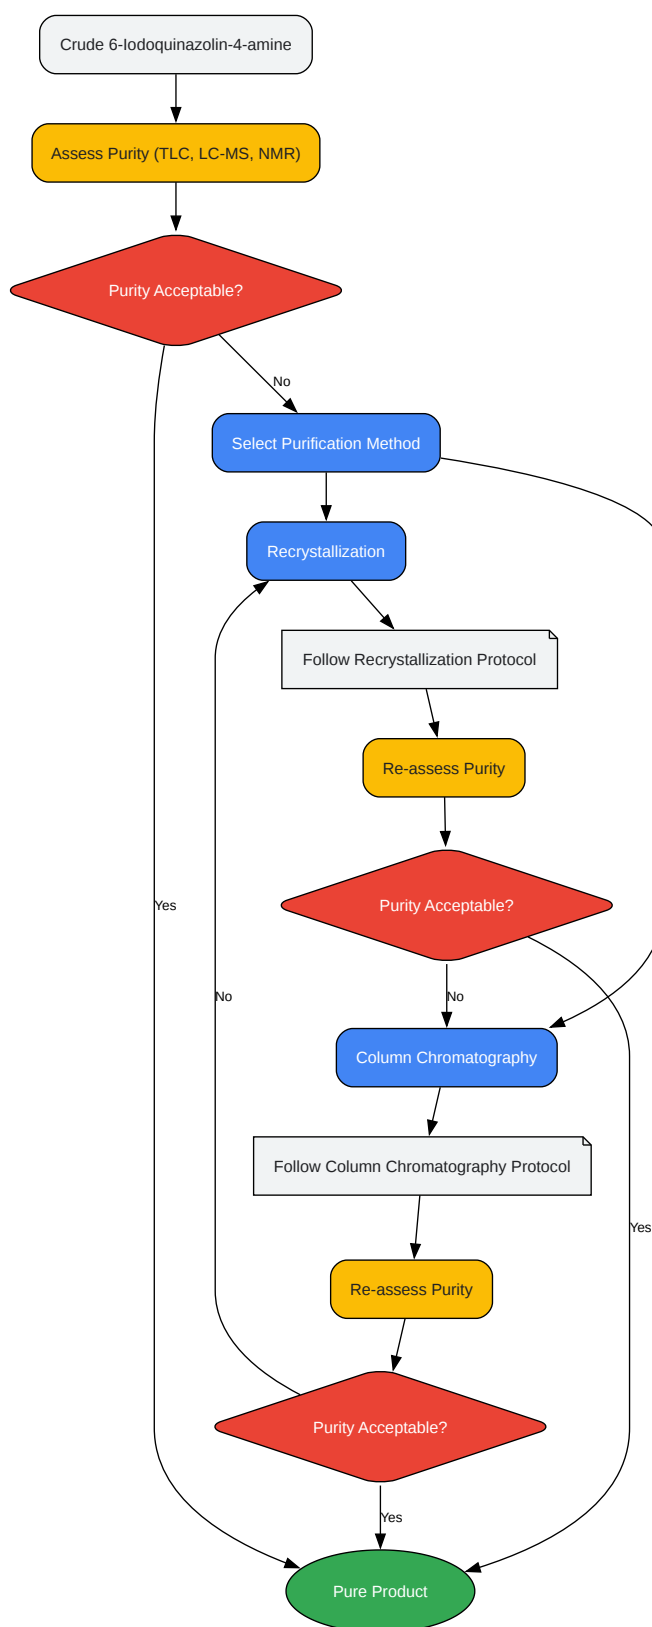 Crude 6-Iodoquinazolin-4-amine
Assess Purity (TLC, LC-MS, NMR)
Purity Acceptable?
No
Select Purification Method
Recrystallization
Follow Recrystallization Protocol
Re-assess Purity
Purity Acceptable?
Yes
No
No
Column Chromatography
Follow Column Chromatography Protocol
Yes
Re-assess Purity
Purity Acceptable?
Yes
Pure Product